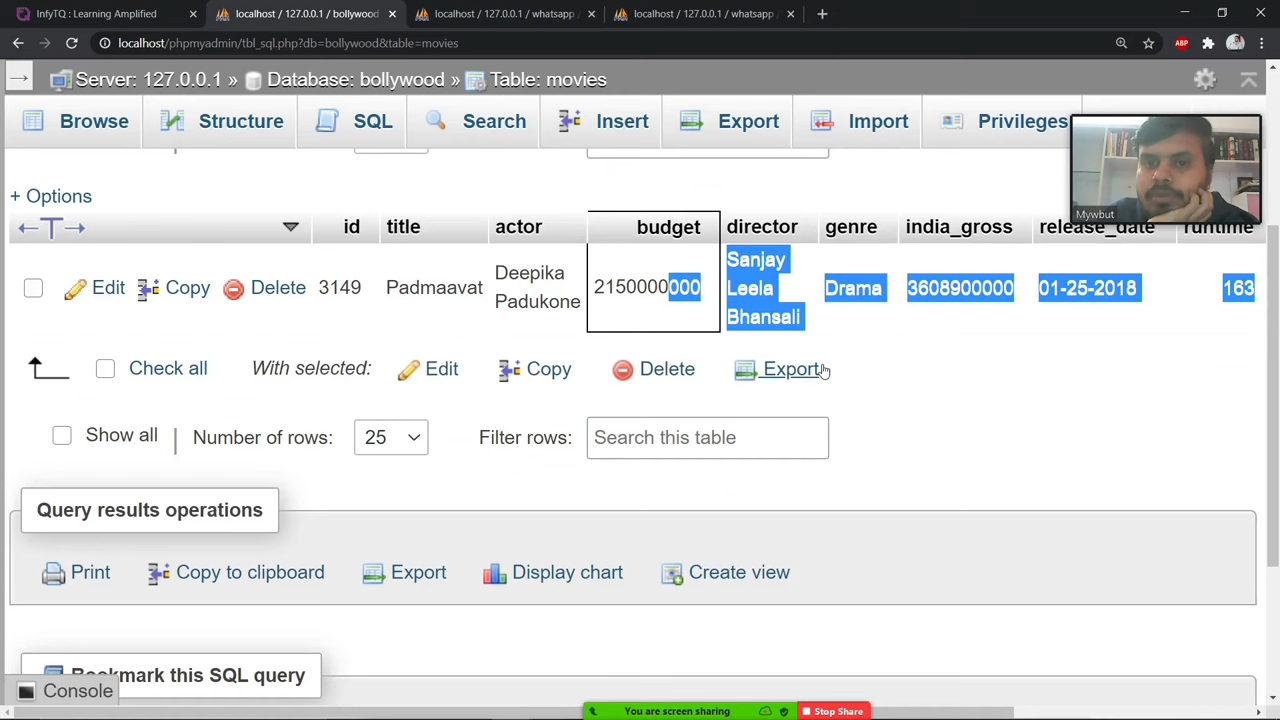 InfyTQ - Learning Amplified
localhost / 127.0.0.1 / bollywood
localhost / 127.0.0.1 / whatsapp
localhost / 127.0.0.1 / whatsapp
localhost/phpmyadmin/tbl_sql.php?db=bollywood&table=movies
ABP
Server: 127.0.0.1 » Database: bollywood » Table: movies
Browse Structure SQL Search Insert Export Import Privileges
Mywbut
+ Options
←T→ id title actor budget director genre india_gross release_date runtime
Edit Copy Delete 3149 Padmaavat Deepika Padukone 2150000000 Sanjay Leela Bhansali Drama 3608900000 01-25-2018 163
Check all With selected: Edit Copy Delete Export
Show all Number of rows: 25 Filter rows: Search this table
Query results operations
Print Copy to clipboard Export Display chart Create view
Bookmark this SQL query
Console
You are screen sharing Stop Share